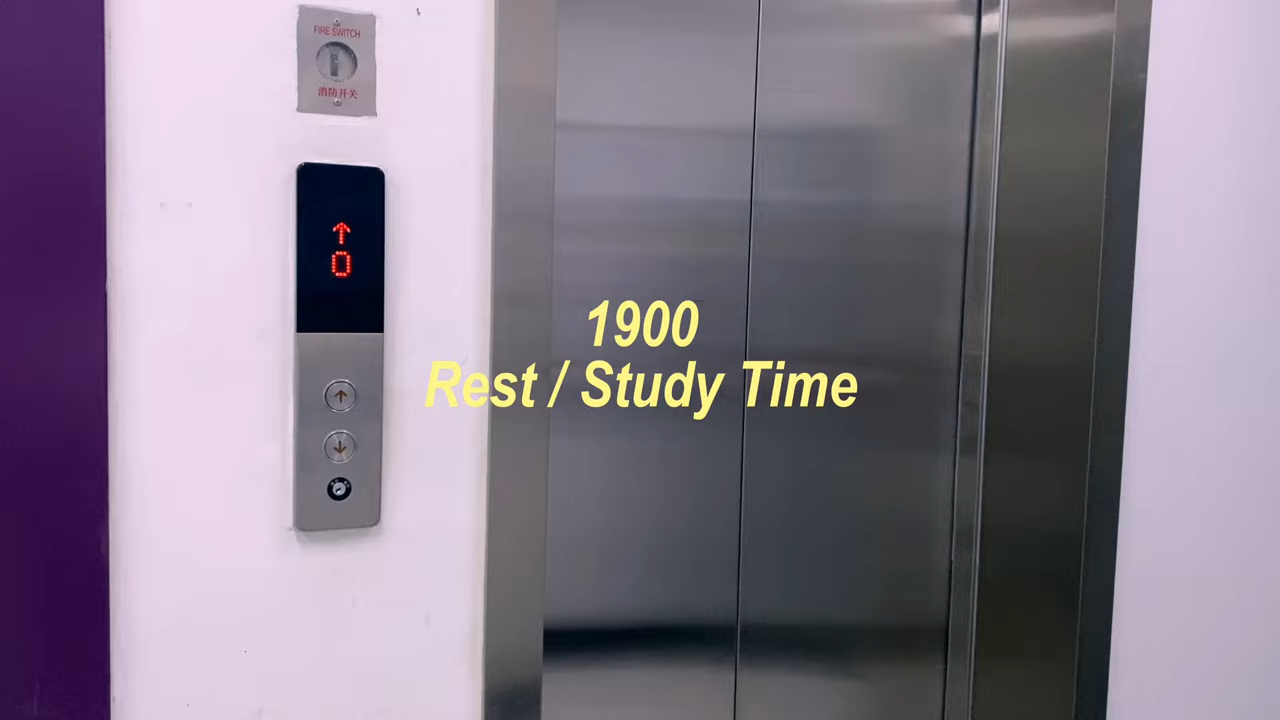 FIRE SWITCH
消防开关
↑
0
1900
Rest / Study Time